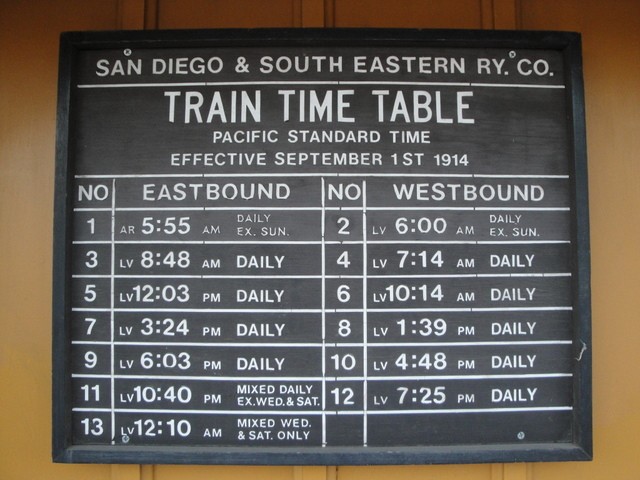 SAN DIEGO & SOUTH EASTERN RY. CO.
TRAIN TIME TABLE
PACIFIC STANDARD TIME
EFFECTIVE SEPTEMBER 1ST 1914
NO EASTBOUND NO WESTBOUND
1 AR 5:55 AM DAILY EX. SUN. 2 LV 6:00 AM DAILY EX. SUN.
3 LV 8:48 AM DAILY 4 LV 7:14 AM DAILY
5 LV 12:03 PM DAILY 6 LV 10:14 AM DAILY
7 LV 3:24 PM DAILY 8 LV 1:39 PM DAILY
9 LV 6:03 PM DAILY 10 LV 4:48 PM DAILY
11 LV 10:40 PM MIXED DAILY EX. WED. & SAT. 12 LV 7:25 PM DAILY
13 LV 12:10 AM MIXED WED. & SAT. ONLY